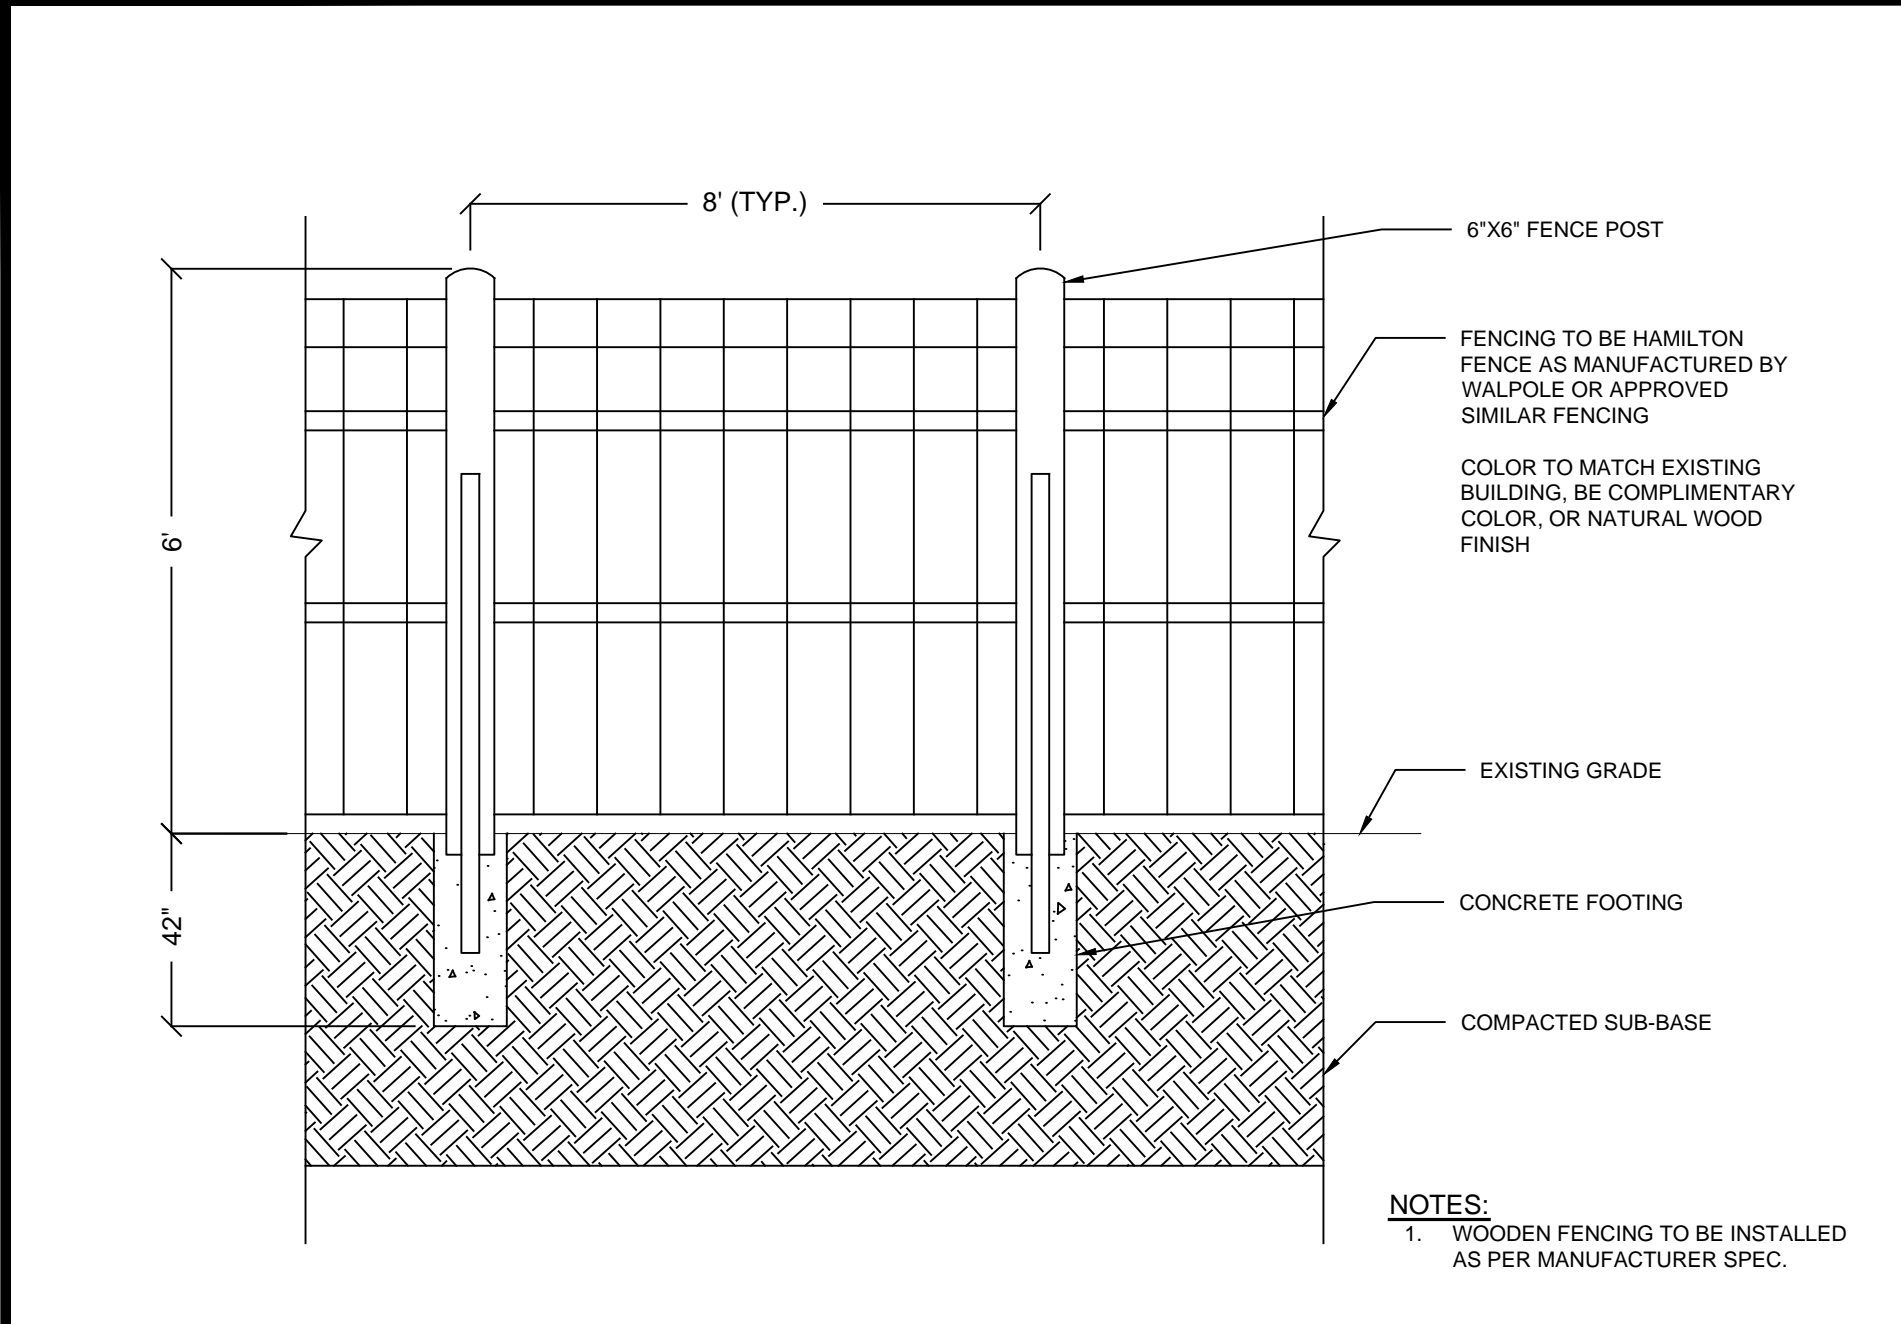 8' (TYP.)
6"X6" FENCE POST
FENCING TO BE HAMILTON
FENCE AS MANUFACTURED BY
WALPOLE OR APPROVED
SIMILAR FENCING
COLOR TO MATCH EXISTING
BUILDING, BE COMPLIMENTARY
COLOR, OR NATURAL WOOD
FINISH
6'
EXISTING GRADE
CONCRETE FOOTING
42"
COMPACTED SUB-BASE
NOTES:
1. WOODEN FENCING TO BE INSTALLED
AS PER MANUFACTURER SPEC.